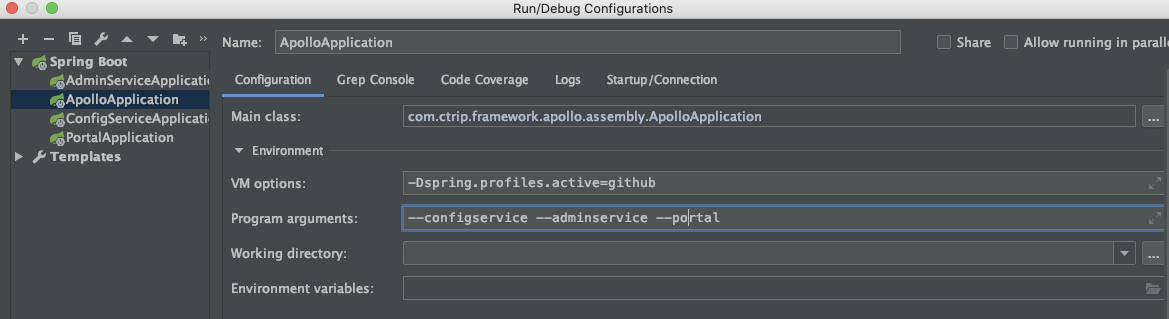 Run/Debug Configurations
Name: ApolloApplication Share Allow running in paralle
Spring Boot
AdminServiceApplicatio
ApolloApplication
ConfigServiceApplicatio
PortalApplication
Templates
Configuration Grep Console Code Coverage Logs Startup/Connection
Main class: com.ctrip.framework.apollo.assembly.ApolloApplication ...
Environment
VM options: -Dspring.profiles.active=github
Program arguments: --configservice --adminservice --portal
Working directory: ...
Environment variables: